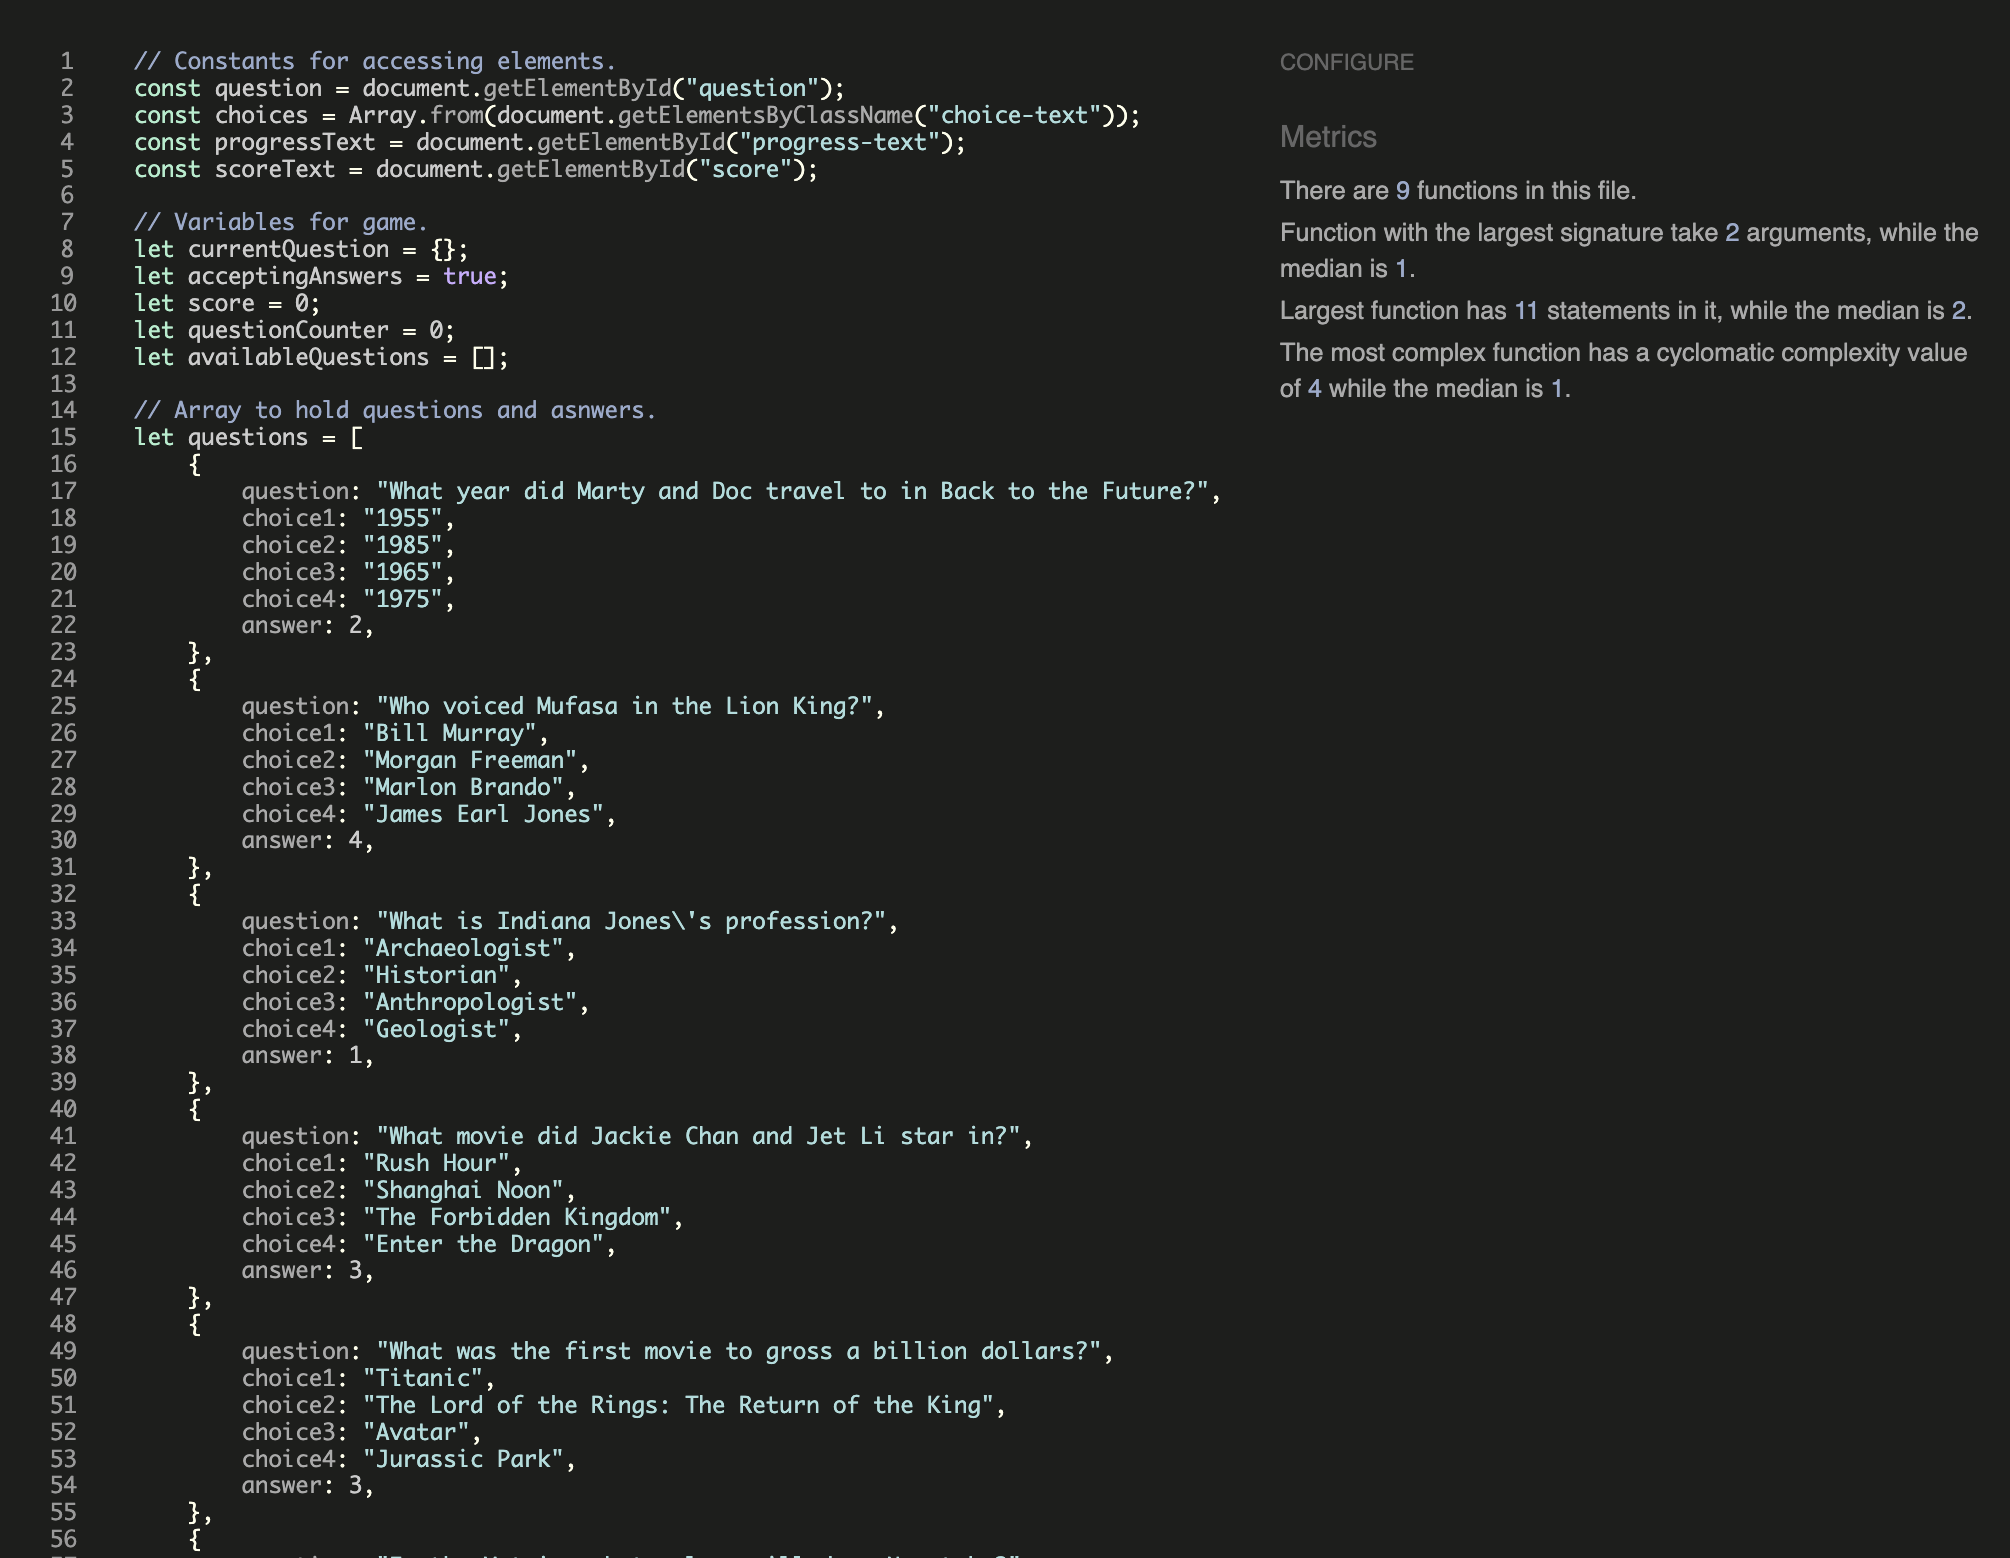 1 // Constants for accessing elements.
2 const question = document.getElementById("question");
3 const choices = Array.from(document.getElementsByClassName("choice-text"));
4 const progressText = document.getElementById("progress-text");
5 const scoreText = document.getElementById("score");
6
7 // Variables for game.
8 let currentQuestion = {};
9 let acceptingAnswers = true;
10 let score = 0;
11 let questionCounter = 0;
12 let availableQuestions = [];
13
14 // Array to hold questions and asnwers.
15 let questions = [
16 {
17 question: "What year did Marty and Doc travel to in Back to the Future?",
18 choice1: "1955",
19 choice2: "1985",
20 choice3: "1965",
21 choice4: "1975",
22 answer: 2,
23 },
24 {
25 question: "Who voiced Mufasa in the Lion King?",
26 choice1: "Bill Murray",
27 choice2: "Morgan Freeman",
28 choice3: "Marlon Brando",
29 choice4: "James Earl Jones",
30 answer: 4,
31 },
32 {
33 question: "What is Indiana Jones\'s profession?",
34 choice1: "Archaeologist",
35 choice2: "Historian",
36 choice3: "Anthropologist",
37 choice4: "Geologist",
38 answer: 1,
39 },
40 {
41 question: "What movie did Jackie Chan and Jet Li star in?",
42 choice1: "Rush Hour",
43 choice2: "Shanghai Noon",
44 choice3: "The Forbidden Kingdom",
45 choice4: "Enter the Dragon",
46 answer: 3,
47 },
48 {
49 question: "What was the first movie to gross a billion dollars?",
50 choice1: "Titanic",
51 choice2: "The Lord of the Rings: The Return of the King",
52 choice3: "Avatar",
53 choice4: "Jurassic Park",
54 answer: 3,
55 },
56 {
CONFIGURE
Metrics
There are 9 functions in this file.
Function with the largest signature take 2 arguments, while the
median is 1.
Largest function has 11 statements in it, while the median is 2.
The most complex function has a cyclomatic complexity value
of 4 while the median is 1.